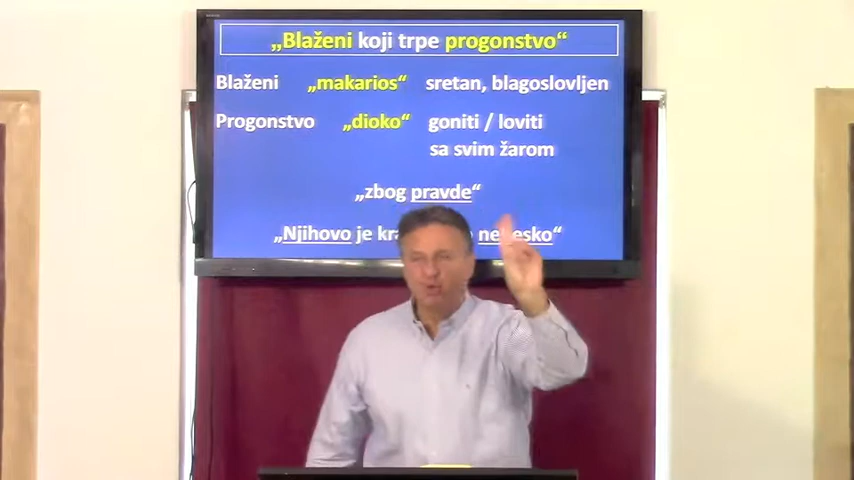 „Blaženi koji trpe progonstvo“
Blaženi „makarios“ sretan, blagoslovljen
Progonstvo „dioko“ goniti / loviti
sa svim žarom
„zbog pravde“
„Njihovo je